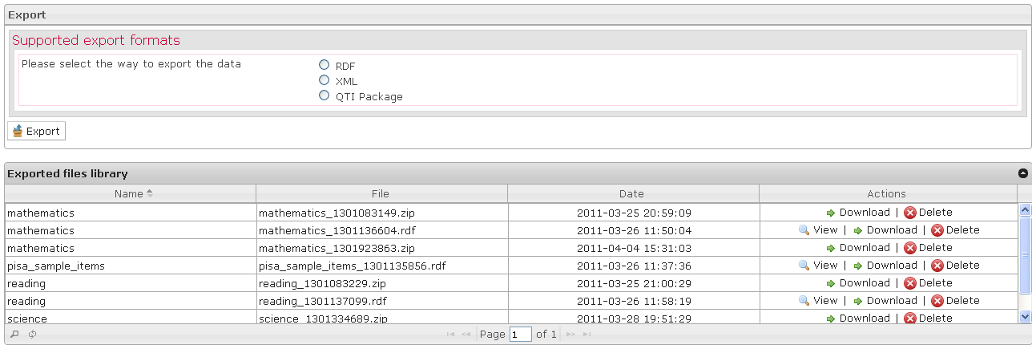 Export
Supported export formats
Please select the way to export the data
RDF
XML
QTI Package
Export
Exported files library
Name File Date Actions
mathematics mathematics_1301083149.zip 2011-03-25 20:59:09 Download | Delete
mathematics mathematics_1301136604.rdf 2011-03-26 11:50:04 View | Download | Delete
mathematics mathematics_1301923863.zip 2011-04-04 15:31:03 Download | Delete
pisa_sample_items pisa_sample_items_1301135856.rdf 2011-03-26 11:37:36 View | Download | Delete
reading reading_1301083229.zip 2011-03-25 21:00:29 Download | Delete
reading reading_1301137099.rdf 2011-03-26 11:58:19 View | Download | Delete
science science_1301334689.zip 2011-03-28 19:51:29 Download | Delete
Page 1 of 1